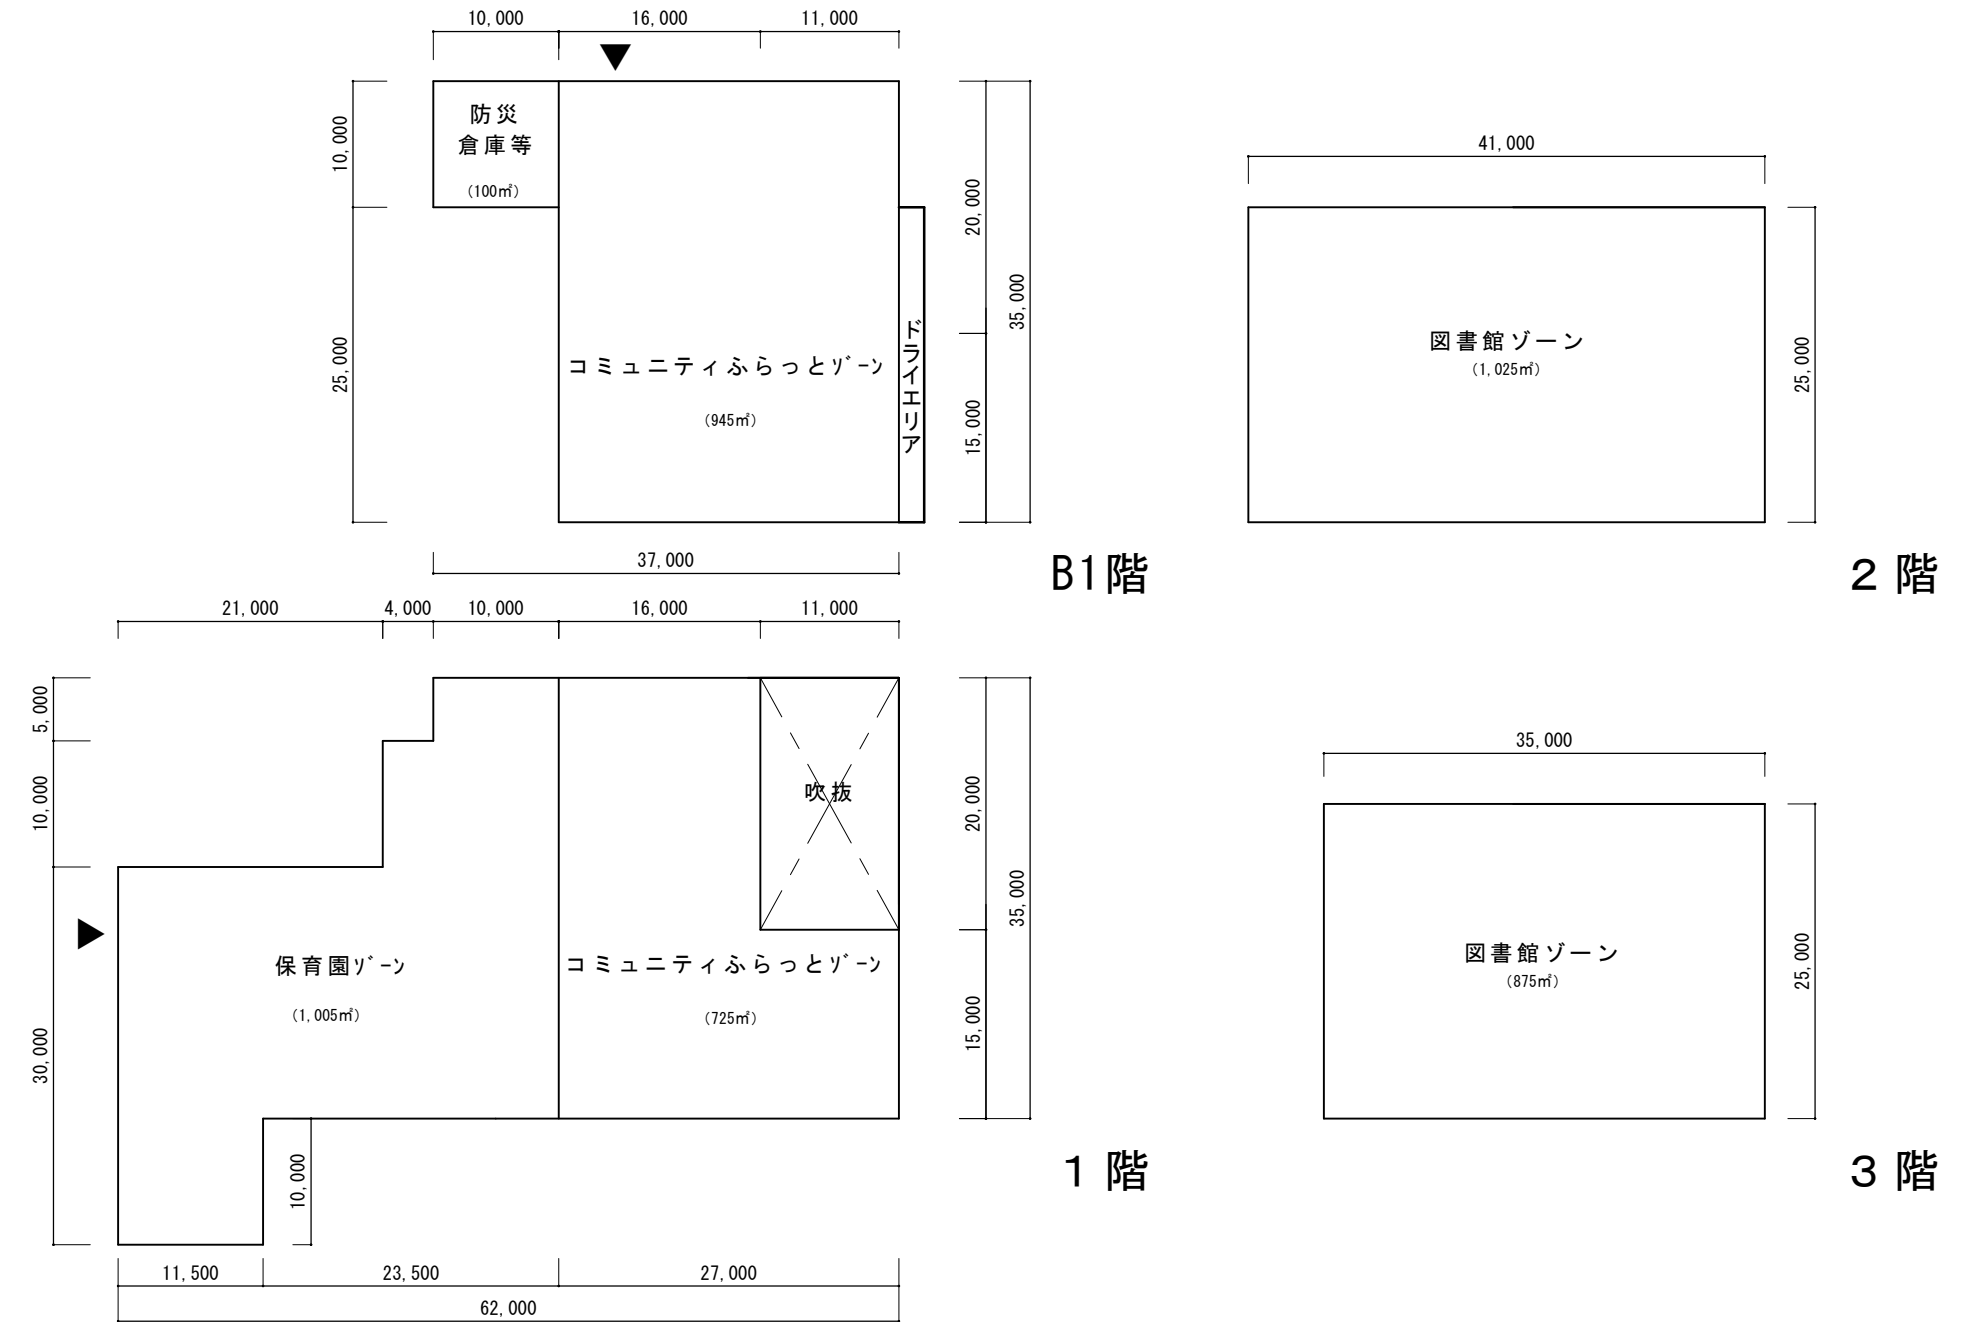 10,000
16,000
11,000
防災
倉庫等
(100㎡)
10,000
25,000
コミュニティふらっとｿﾞｰﾝ
(945㎡)
ドライエリア
20,000
15,000
35,000
37,000
B1階
41,000
図書館ゾーン
(1,025㎡)
25,000
２階
21,000
4,000
10,000
16,000
11,000
5,000
10,000
30,000
吹抜
保育園ｿﾞｰﾝ
(1,005㎡)
コミュニティふらっとｿﾞｰﾝ
(725㎡)
20,000
15,000
35,000
10,000
11,500
23,500
27,000
62,000
１階
35,000
図書館ゾーン
(875㎡)
25,000
３階